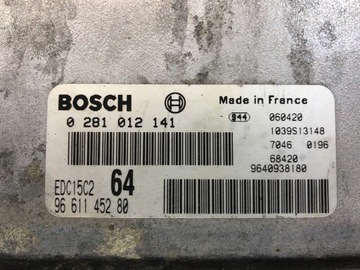 BOSCH
Made in France
0 281 012 141
944 060420
1039S13148
7046 0196
68420
9640938180
EDC15C2 64
96 611 452 80